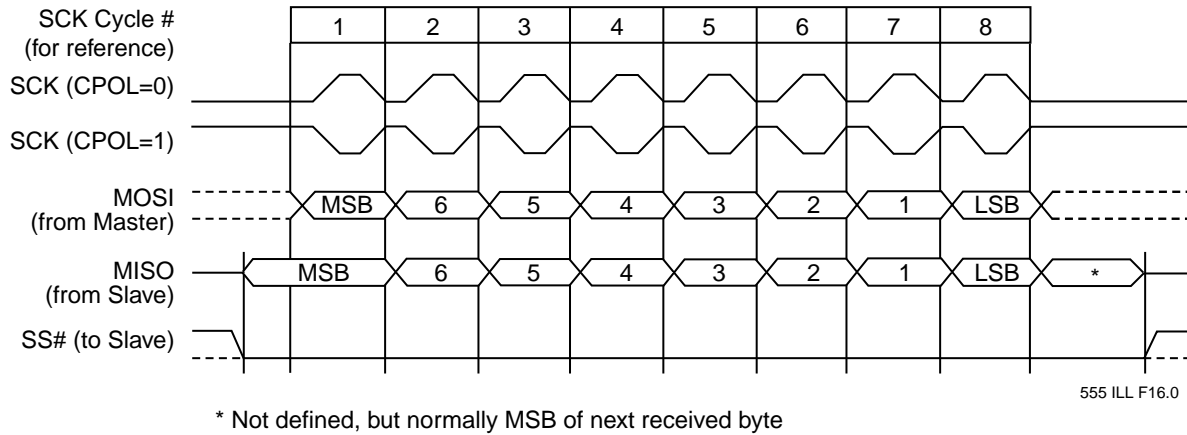 SCK Cycle #
(for reference)
1 2 3 4 5 6 7 8
SCK (CPOL=0)
SCK (CPOL=1)
MOSI
(from Master)
MSB 6 5 4 3 2 1 LSB
MISO
(from Slave)
MSB 6 5 4 3 2 1 LSB *
SS# (to Slave)
555 ILL F16.0
* Not defined, but normally MSB of next received byte